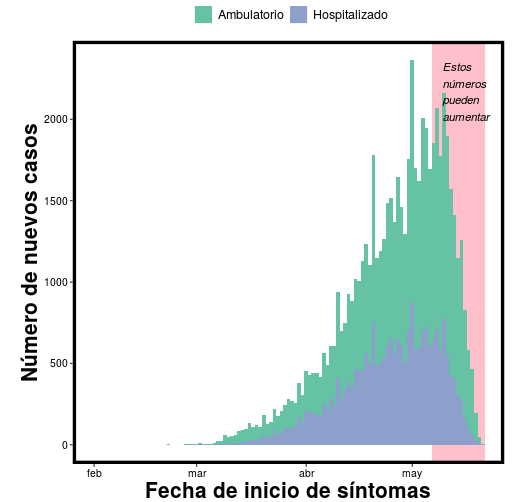 Ambulatorio Hospitalizado
Estos
números
pueden
aumentar
Número de nuevos casos
2000
1500
1000
500
0
feb mar abr may
Fecha de inicio de síntomas